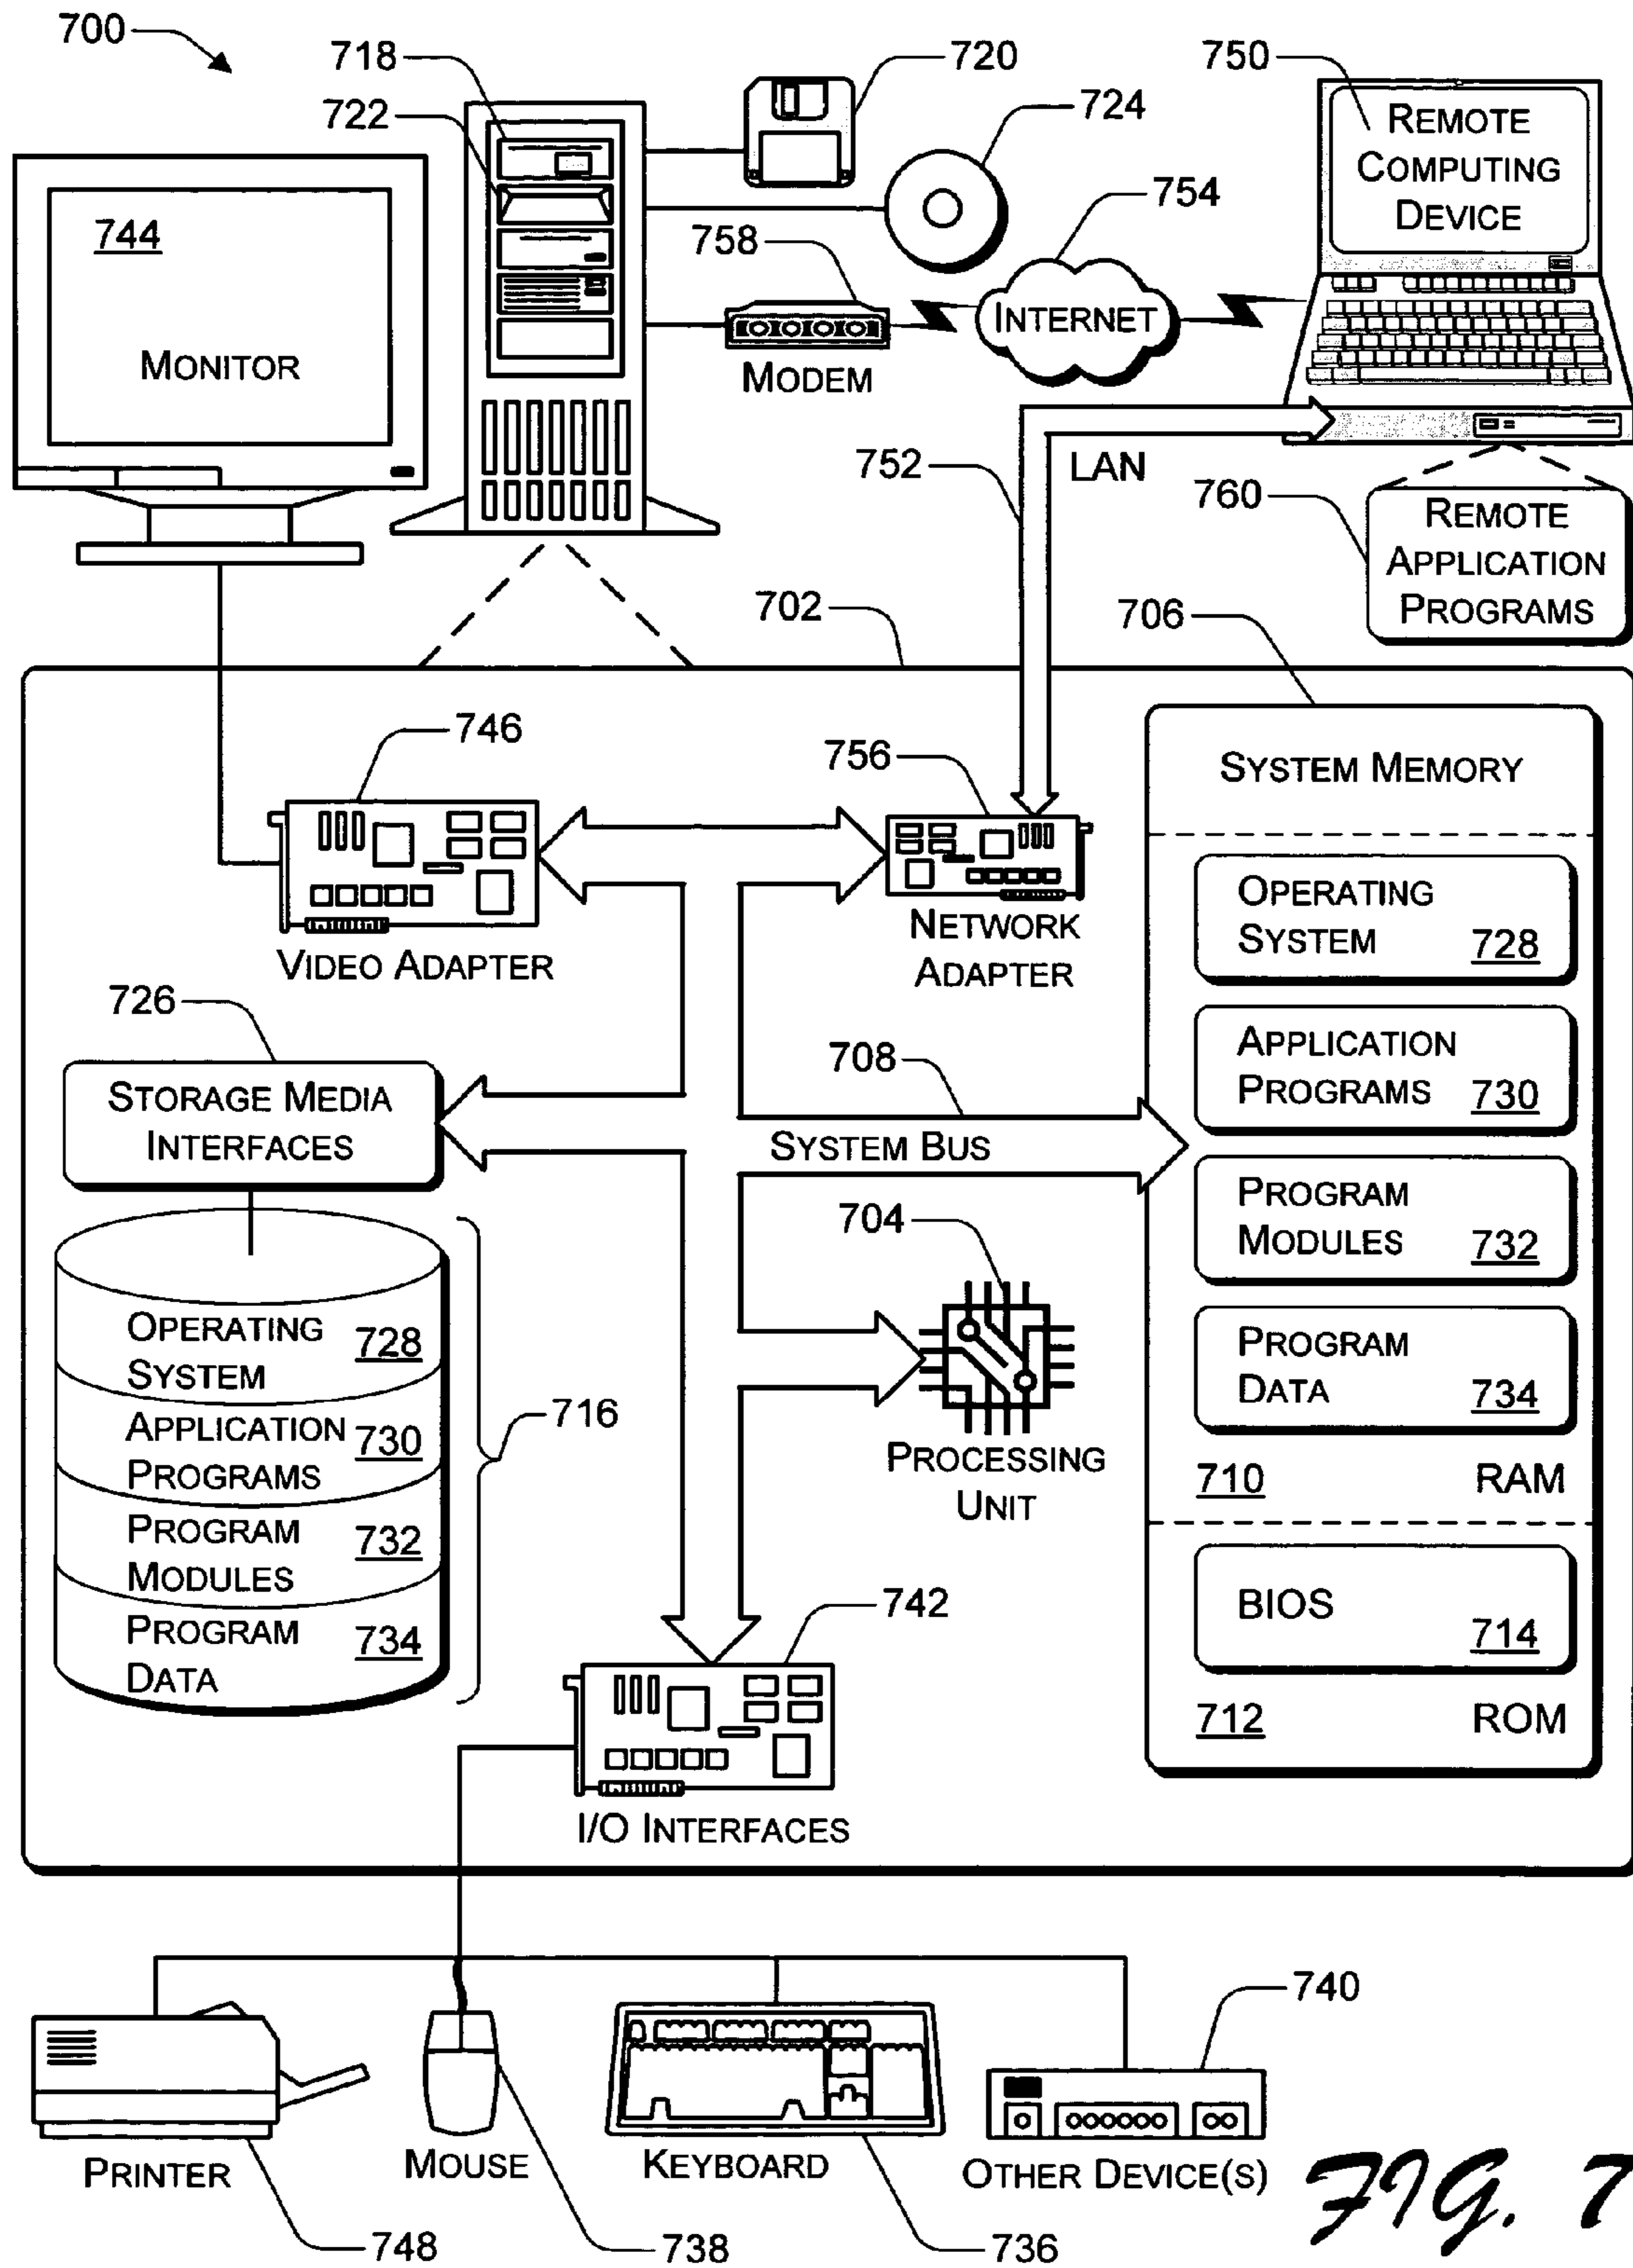 700
718
720
750
722
724
REMOTE
COMPUTING
DEVICE
754
744
758
INTERNET
MONITOR
MODEM
752
LAN
760
REMOTE
APPLICATION
PROGRAMS
702
706
746
756
SYSTEM MEMORY
OPERATING
SYSTEM 728
NETWORK
ADAPTER
VIDEO ADAPTER
726
APPLICATION
PROGRAMS 730
708
STORAGE MEDIA
INTERFACES
SYSTEM BUS
PROGRAM
MODULES 732
704
OPERATING
SYSTEM 728
PROGRAM
DATA 734
716
APPLICATION
PROGRAMS 730
PROCESSING
UNIT
710 RAM
PROGRAM
MODULES 732
742
BIOS
714
PROGRAM
DATA 734
712 ROM
I/O INTERFACES
740
PRINTER
MOUSE
KEYBOARD
OTHER DEVICE(S)
748
738
736
FIG. 7